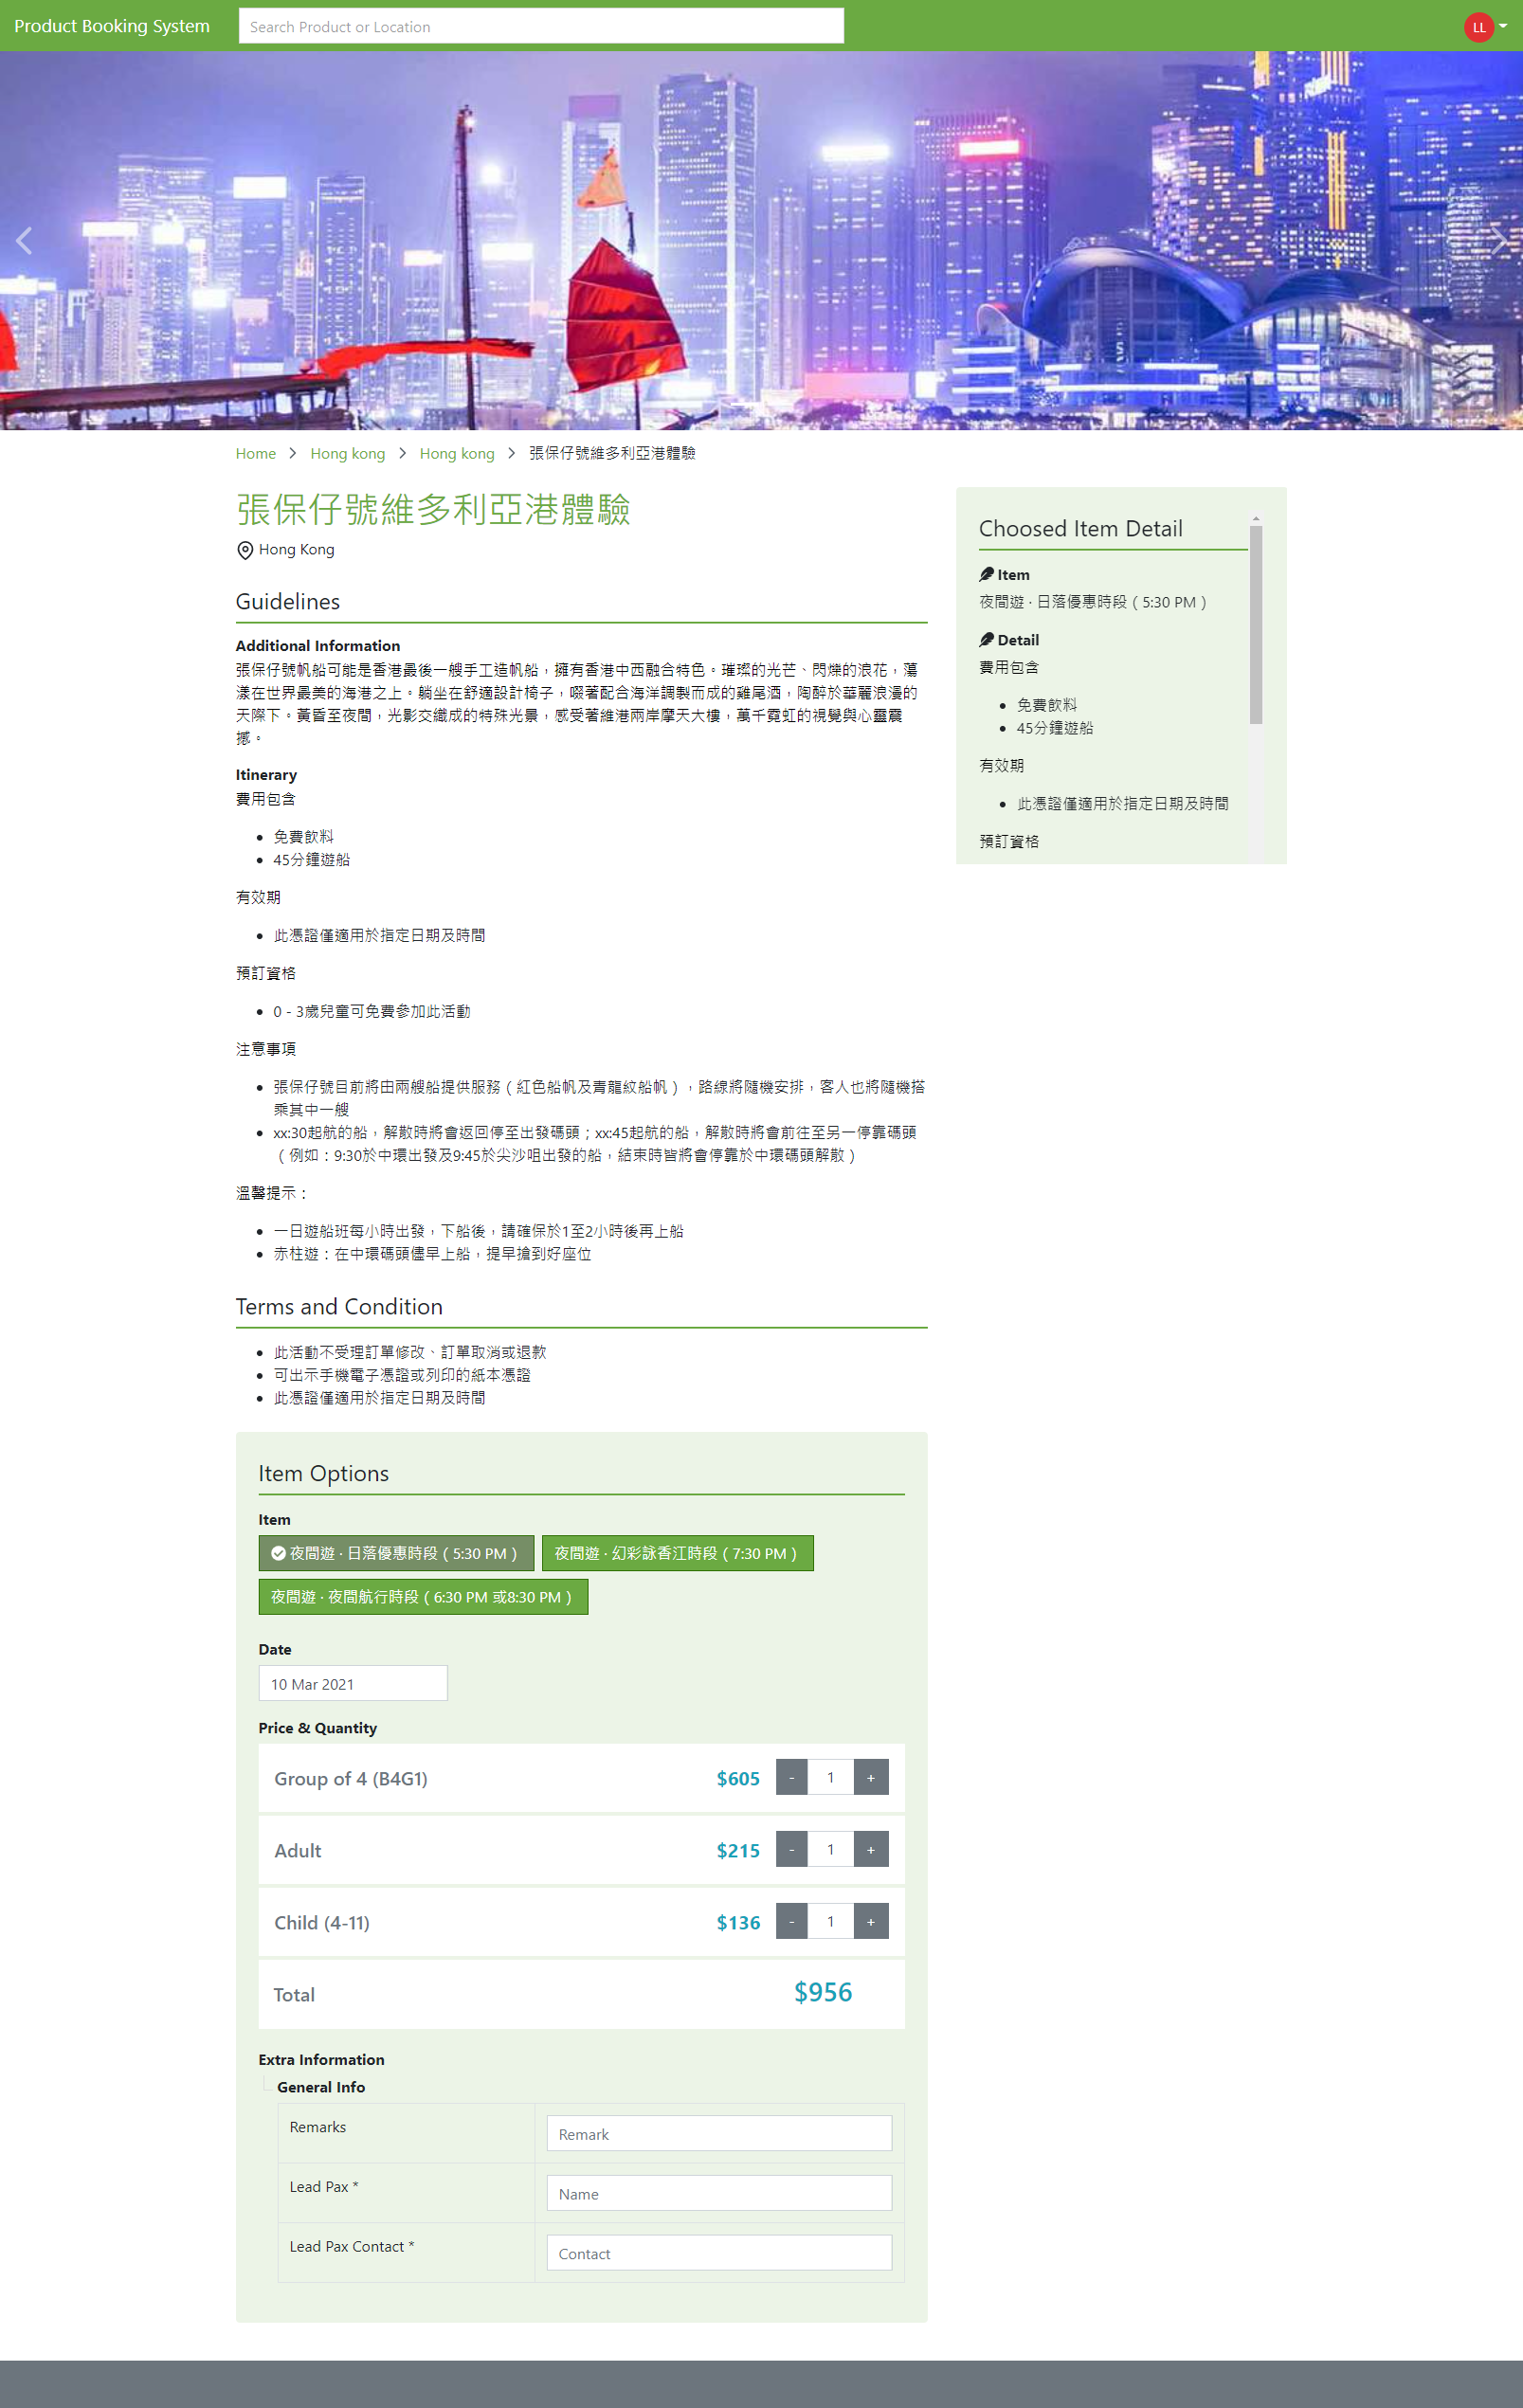 Product Booking System
Search Product or Location
LL
Home
Hong kong
Hong kong
張保仔號維多利亞港體驗
張保仔號維多利亞港體驗
Hong Kong
Guidelines
Additional Information
張保仔號帆船可能是香港最後一艘手工造帆船，擁有香港中西融合特色。璀璨的光芒、閃爍的浪花，蕩
漾在世界最美的海港之上。躺坐在舒適設計椅子，啜著配合海洋調製而成的雞尾酒，陶醉於華麗浪漫的
天際下。黃昏至夜間，光影交織成的特殊光景，感受著維港兩岸摩天大樓，萬千霓虹的視覺與心靈震
撼。
Itinerary
費用包含
免費飲料
45分鐘遊船
有效期
此憑證僅適用於指定日期及時間
預訂資格
0 - 3歲兒童可免費參加此活動
注意事項
張保仔號目前將由兩艘船提供服務（紅色船帆及青龍紋船帆），路線將隨機安排，客人也將隨機搭
乘其中一艘
xx:30起航的船，解散時將會返回停至出發碼頭；xx:45起航的船，解散時將會前往至另一停靠碼頭
（例如：9:30於中環出發及9:45於尖沙咀出發的船，結束時皆將會停靠於中環碼頭解散）
溫馨提示：
一日遊船班每小時出發，下船後，請確保於1至2小時後再上船
赤柱遊：在中環碼頭儘早上船，提早搶到好座位
Terms and Condition
此活動不受理訂單修改、訂單取消或退款
可出示手機電子憑證或列印的紙本憑證
此憑證僅適用於指定日期及時間
Item Options
Item
夜間遊 · 日落優惠時段（5:30 PM）
夜間遊 · 幻彩詠香江時段（7:30 PM）
夜間遊 · 夜間航行時段（6:30 PM 或8:30 PM）
Date
10 Mar 2021
Price & Quantity
Group of 4 (B4G1) $605 - 1 +
Adult $215 - 1 +
Child (4-11) $136 - 1 +
Total $956
Extra Information
General Info
Remarks Remark
Lead Pax * Name
Lead Pax Contact * Contact
Choosed Item Detail
Item
夜間遊 · 日落優惠時段（5:30 PM）
Detail
費用包含
免費飲料
45分鐘遊船
有效期
此憑證僅適用於指定日期及時間
預訂資格